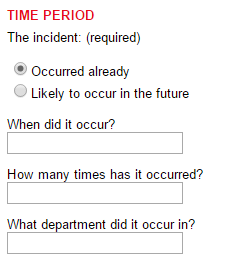 TIME PERIOD
The incident: (required)
Occurred already
Likely to occur in the future
When did it occur?
How many times has it occurred?
What department did it occur in?